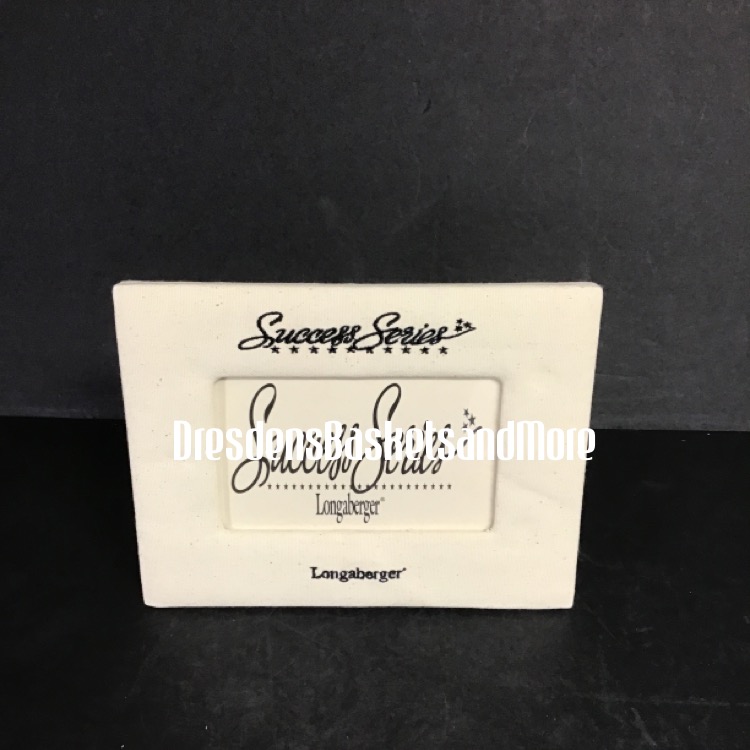 Success Series
Success Series
DresdensBasketsandMore
Longaberger®
Longaberger®